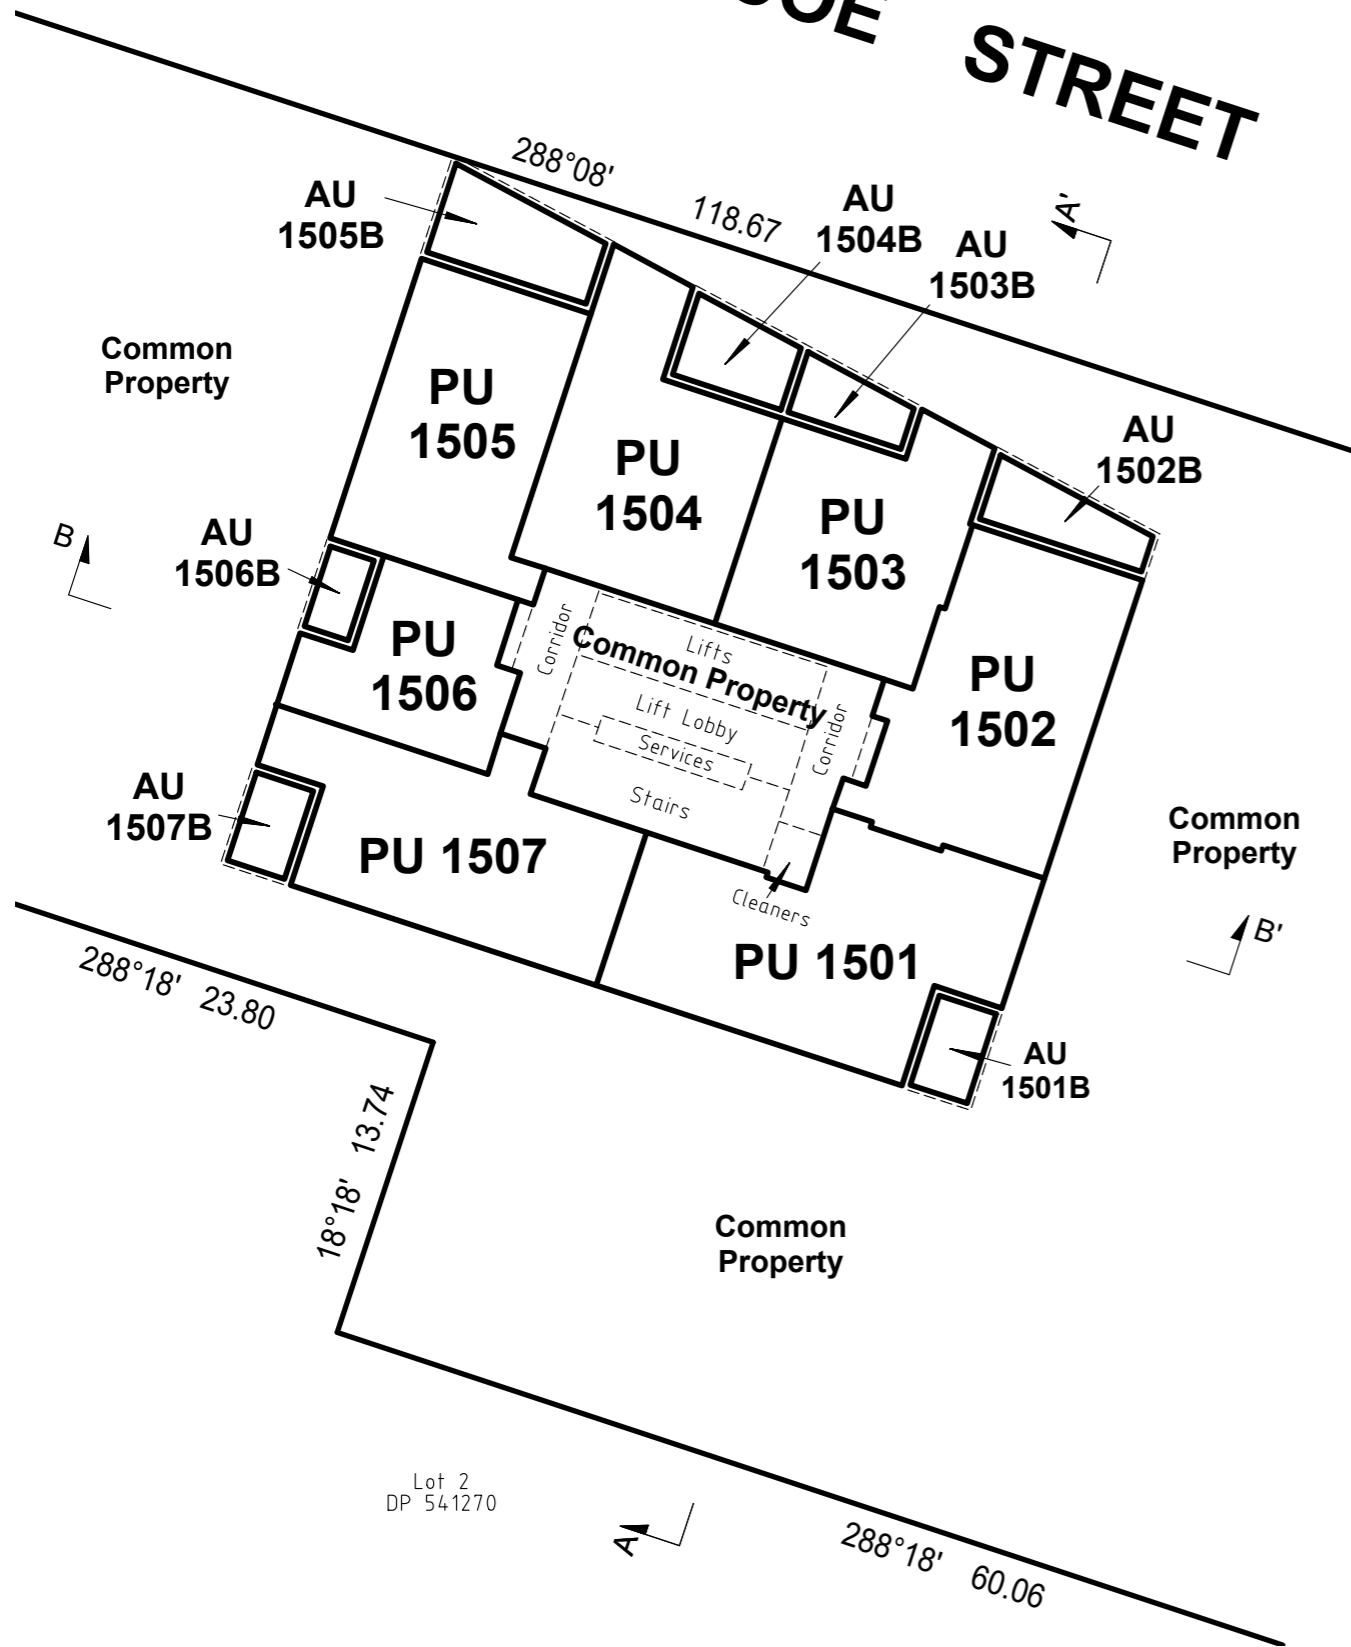 STREET
288°08'
118.67
A'
AU
1505B
AU
1504B
AU
1503B
Common
Property
PU
1505
AU
1502B
PU
1504
PU
1503
B
AU
1506B
PU
1506
Corridor
Lifts
Common Property
Lift Lobby
Services
Stairs
Corridor
PU
1502
AU
1507B
PU 1507
Cleaners
Common
Property
B'
PU 1501
288°18' 23.80
AU
1501B
18°18' 13.74
Common
Property
Lot 2
DP 541270
A
288°18' 60.06